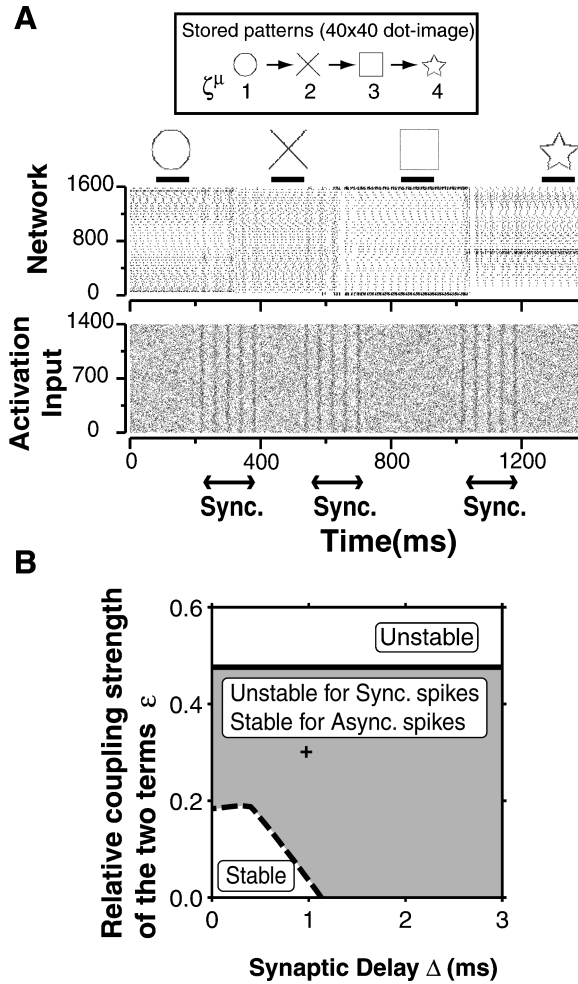 A
Stored patterns (40x40 dot-image)
ζμ 1 2 3 4
Network
1600
800
0
Activation
Input
1400
700
0
0 400 800 1200
Sync. Sync. Sync.
Time(ms)
B
Relative coupling strength
of the two terms ε
0.6
0.4
0.2
0.0
Unstable
Unstable for Sync. spikes
Stable for Async. spikes
+
Stable
0 1 2 3
Synaptic Delay Δ (ms)